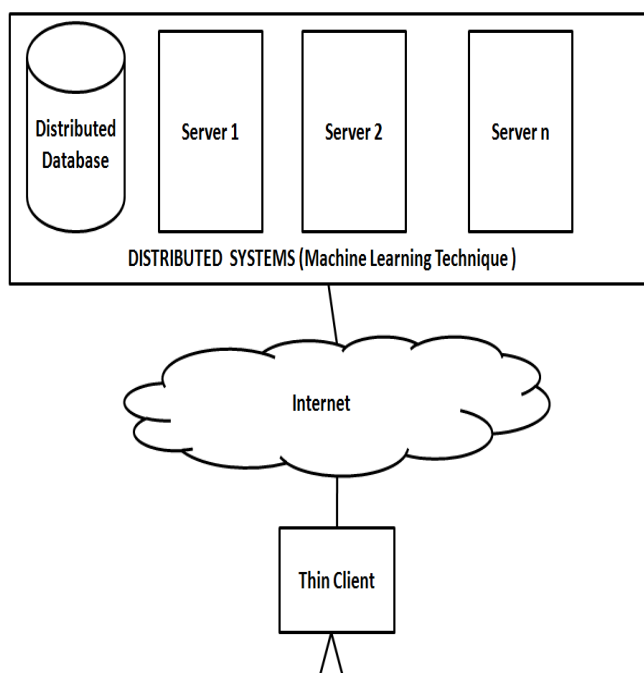 Distributed
Database
Server 1
Server 2
Server n
DISTRIBUTED SYSTEMS (Machine Learning Technique )
Internet
Thin Client